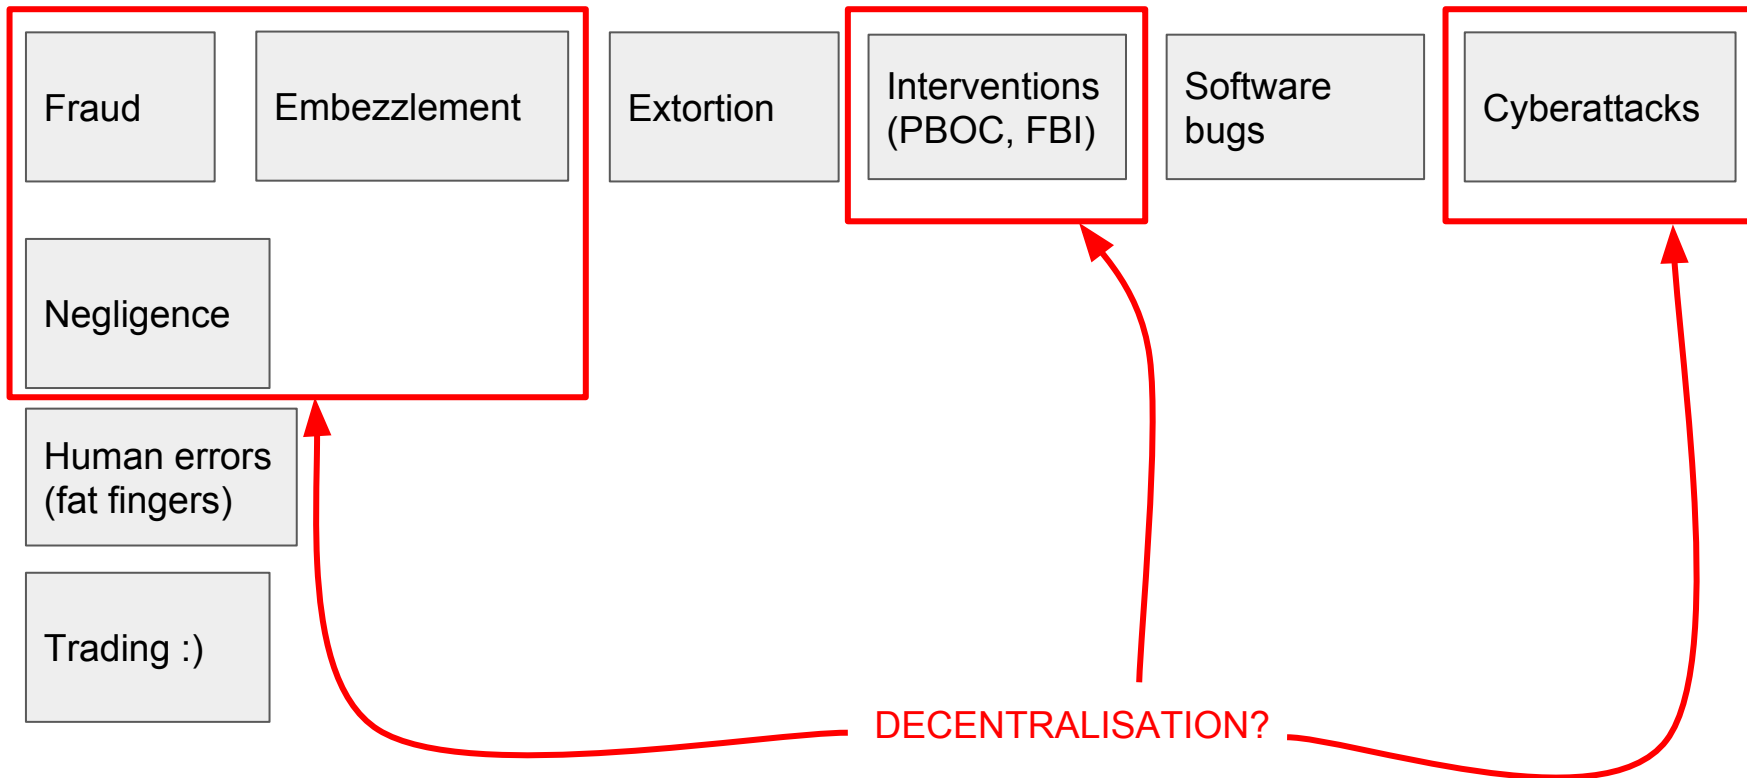 Fraud
Embezzlement
Extortion
Interventions
(PBOC, FBI)
Software
bugs
Cyberattacks
Negligence
Human errors
(fat fingers)
Trading :)
DECENTRALISATION?